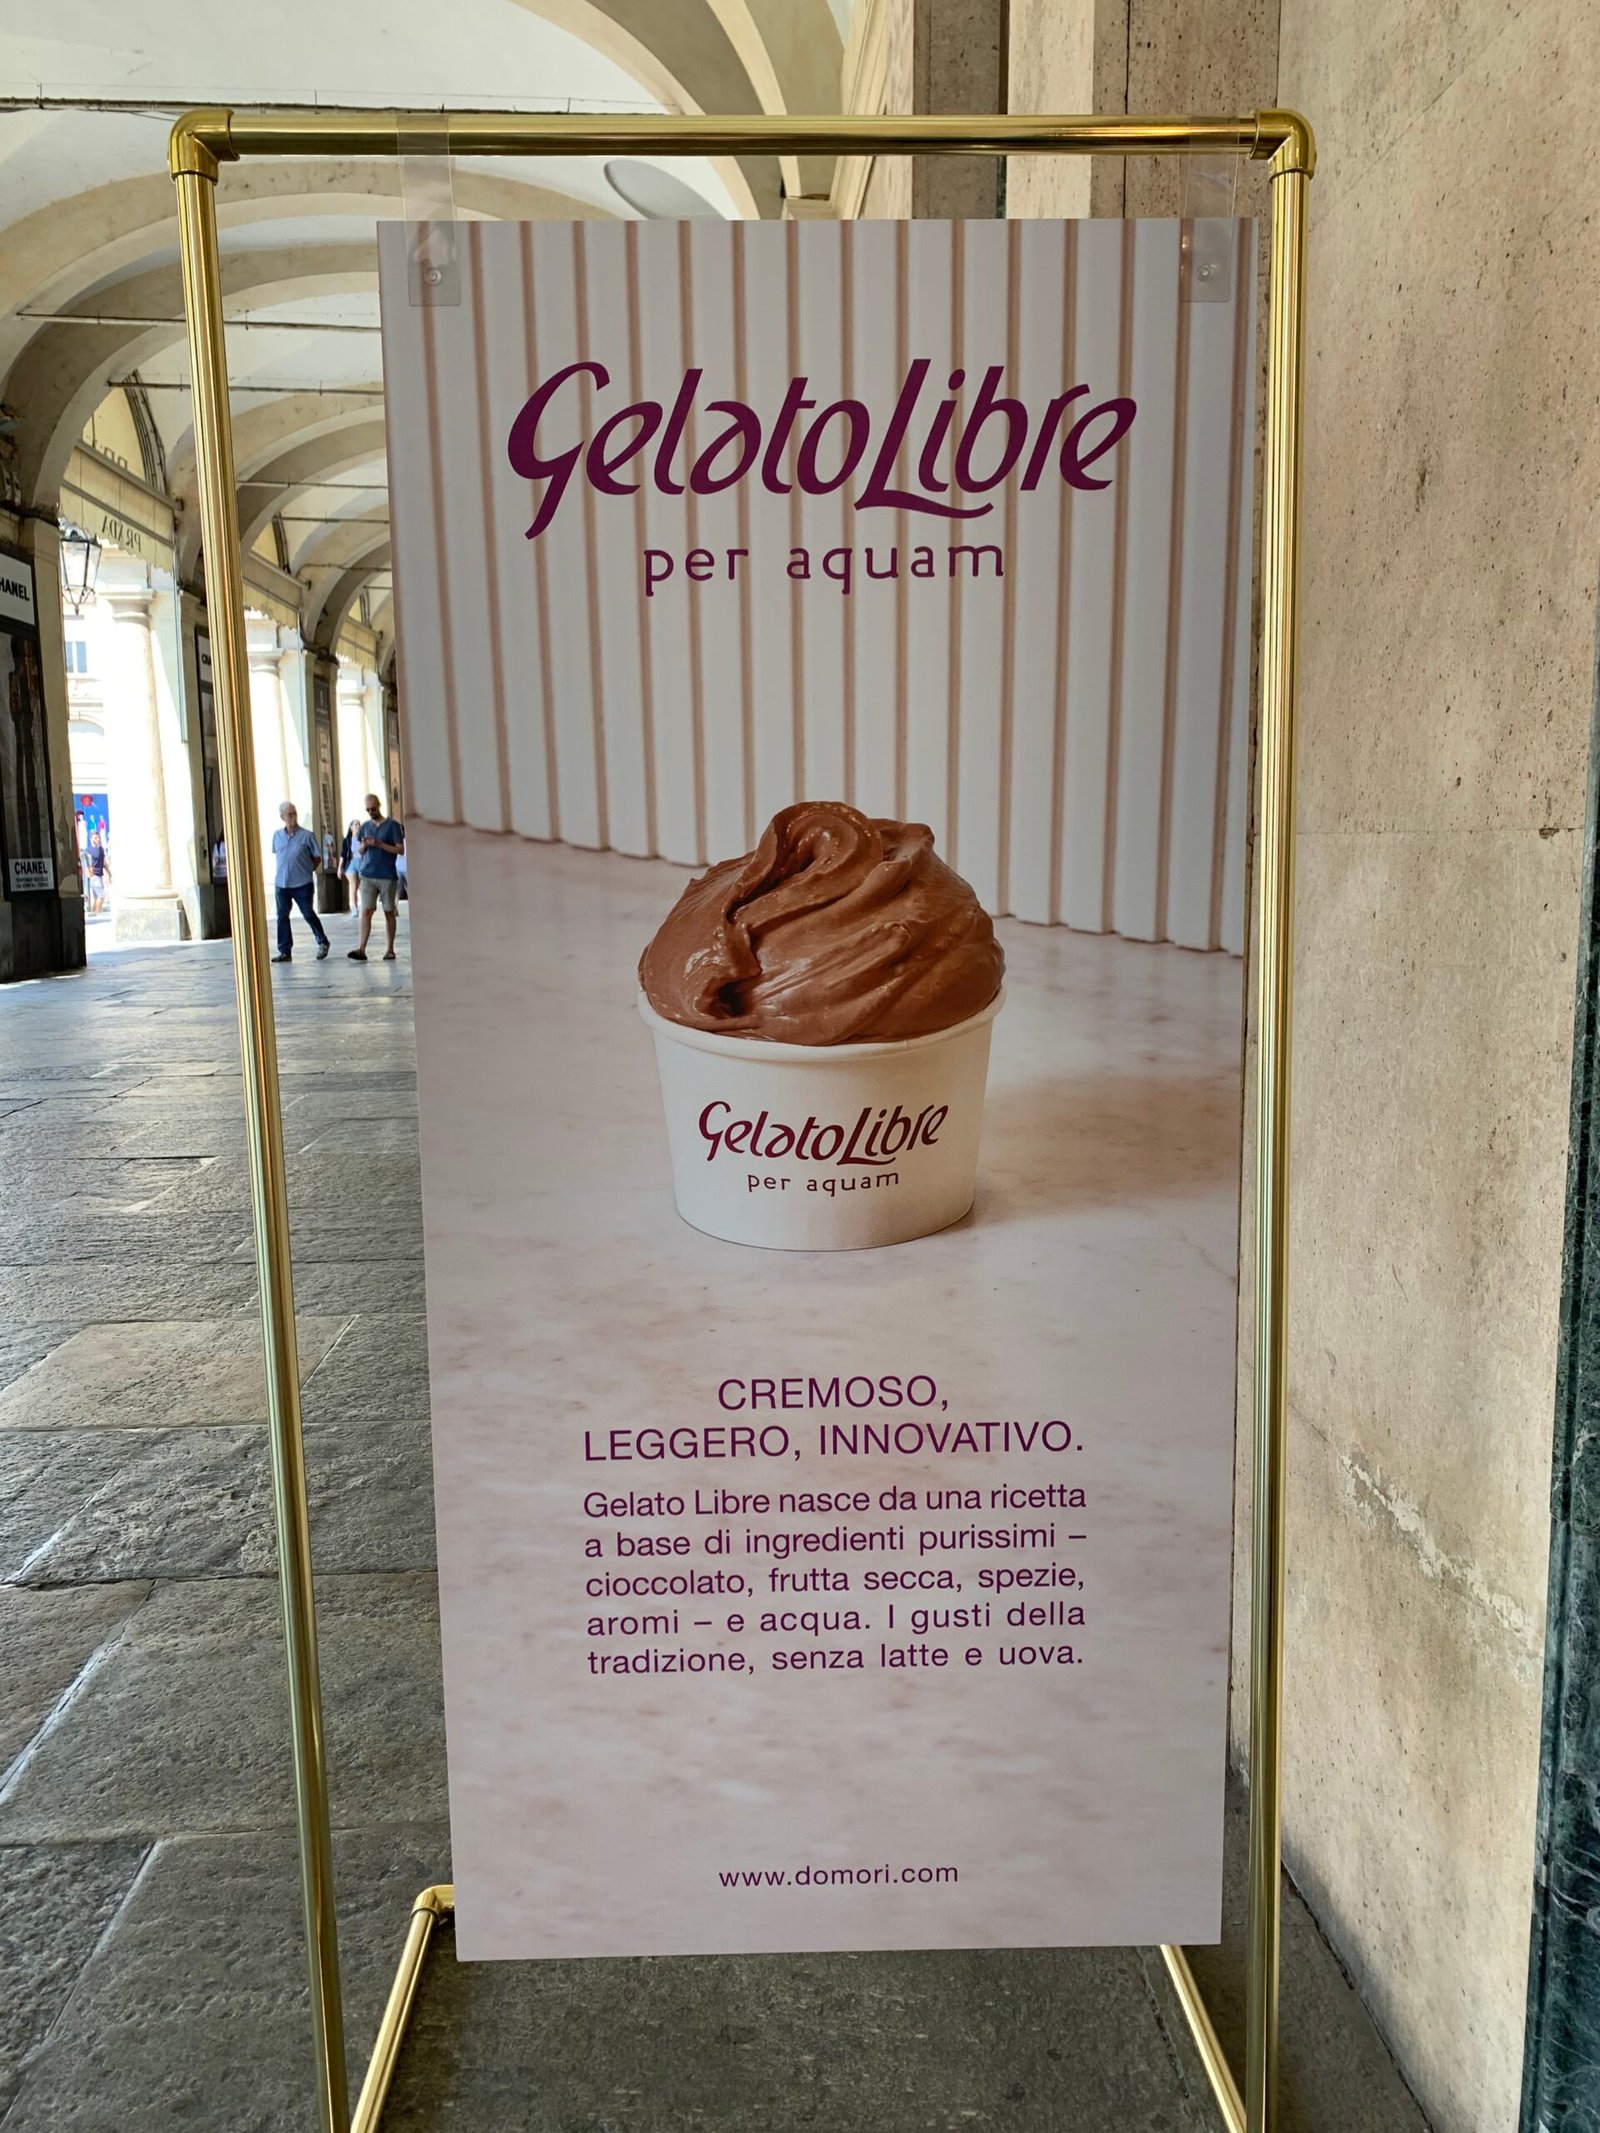 GelatoLibre
per aquam
GelatoLibre
per aquam
CREMOSO,
LEGGERO, INNOVATIVO.
Gelato Libre nasce da una ricetta
a base di ingredienti purissimi –
cioccolato, frutta secca, spezie,
aromi – e acqua. I gusti della
tradizione, senza latte e uova.
www.domori.com
PRADA
CHANEL
CHANEL